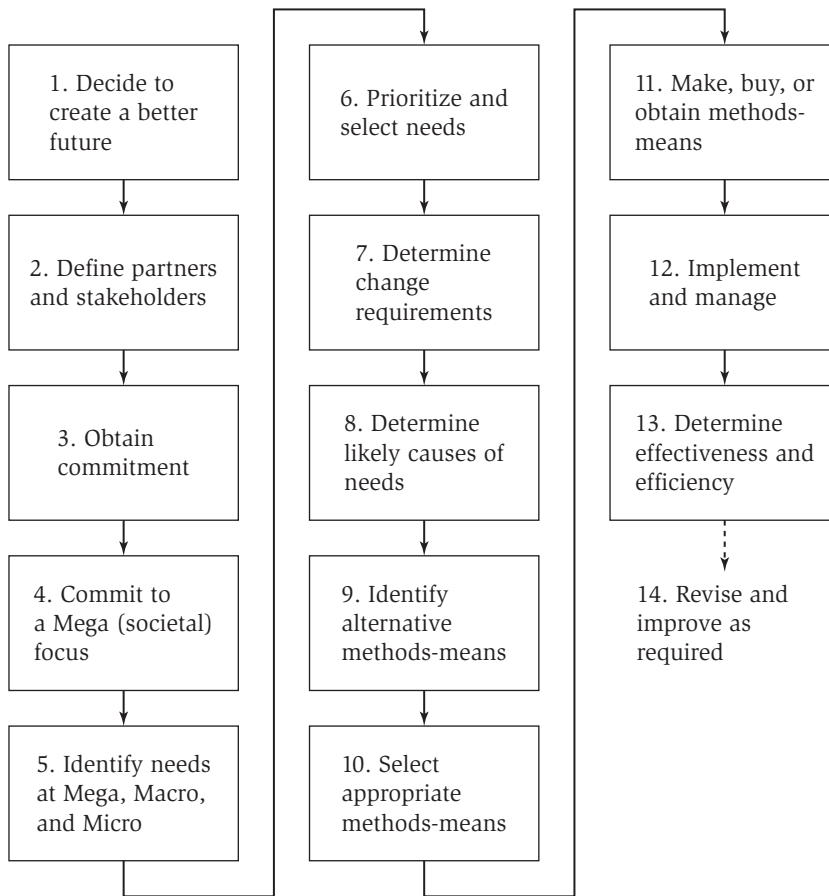 1. Decide to
create a better
future
2. Define partners
and stakeholders
3. Obtain
commitment
4. Commit to
a Mega (societal)
focus
5. Identify needs
at Mega, Macro,
and Micro
6. Prioritize and
select needs
7. Determine
change
requirements
8. Determine
likely causes of
needs
9. Identify
alternative
methods-means
10. Select
appropriate
methods-means
11. Make, buy, or
obtain methods-
means
12. Implement
and manage
13. Determine
effectiveness and
efficiency
14. Revise and
improve as
required